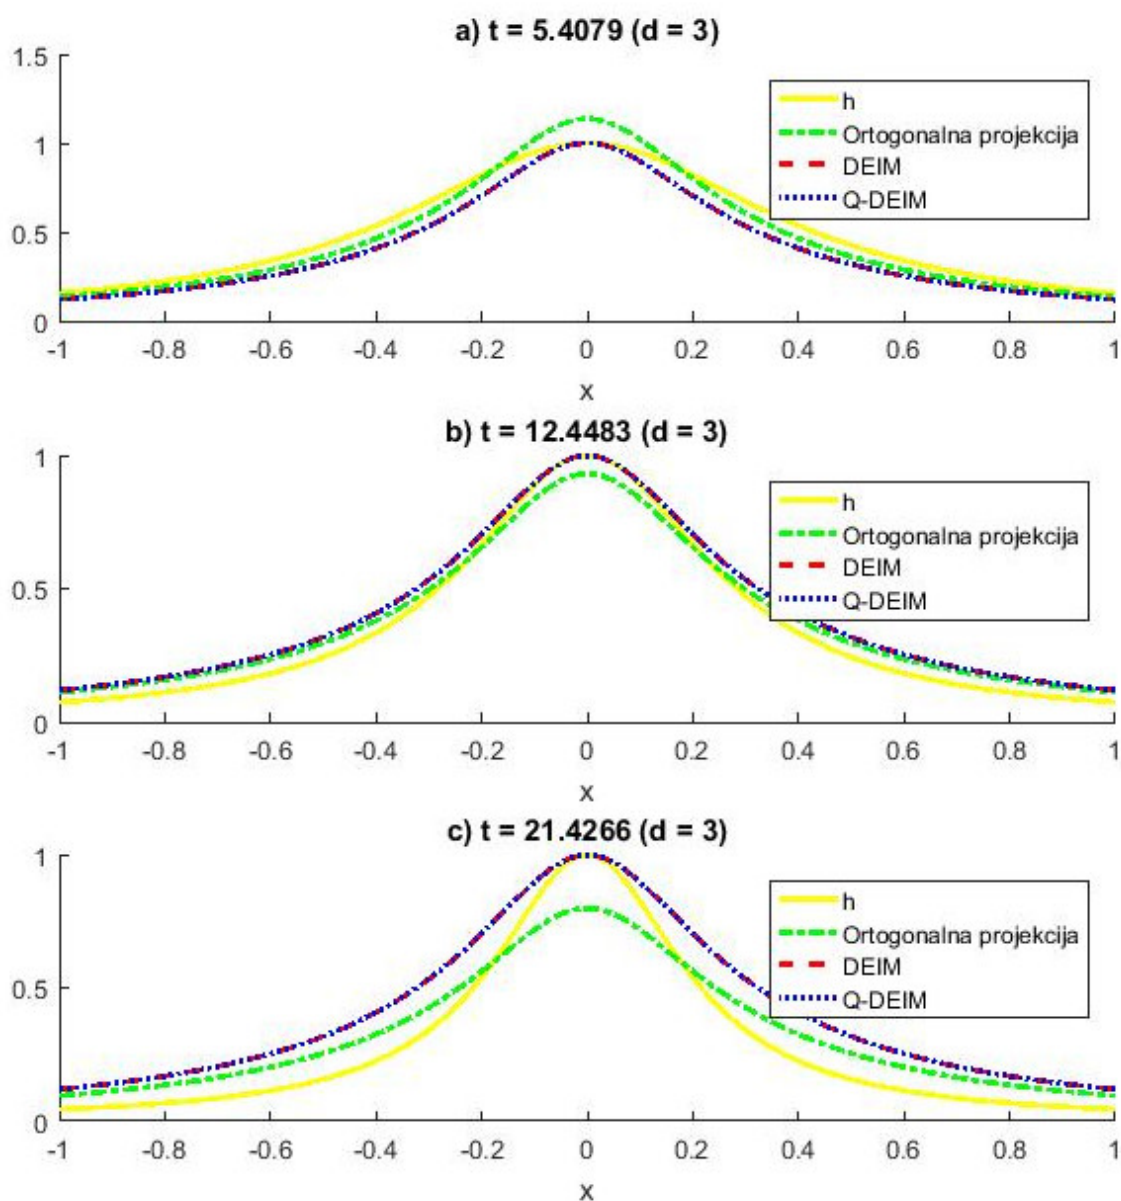 a) t = 5.4079 (d = 3)
1.5
1
0.5
0
h
Ortogonalna projekcija
DEIM
Q-DEIM
-1 -0.8 -0.6 -0.4 -0.2 0 0.2 0.4 0.6 0.8 1
x
b) t = 12.4483 (d = 3)
1
0.5
0
h
Ortogonalna projekcija
DEIM
Q-DEIM
-1 -0.8 -0.6 -0.4 -0.2 0 0.2 0.4 0.6 0.8 1
x
c) t = 21.4266 (d = 3)
1
0.5
0
h
Ortogonalna projekcija
DEIM
Q-DEIM
-1 -0.8 -0.6 -0.4 -0.2 0 0.2 0.4 0.6 0.8 1
x